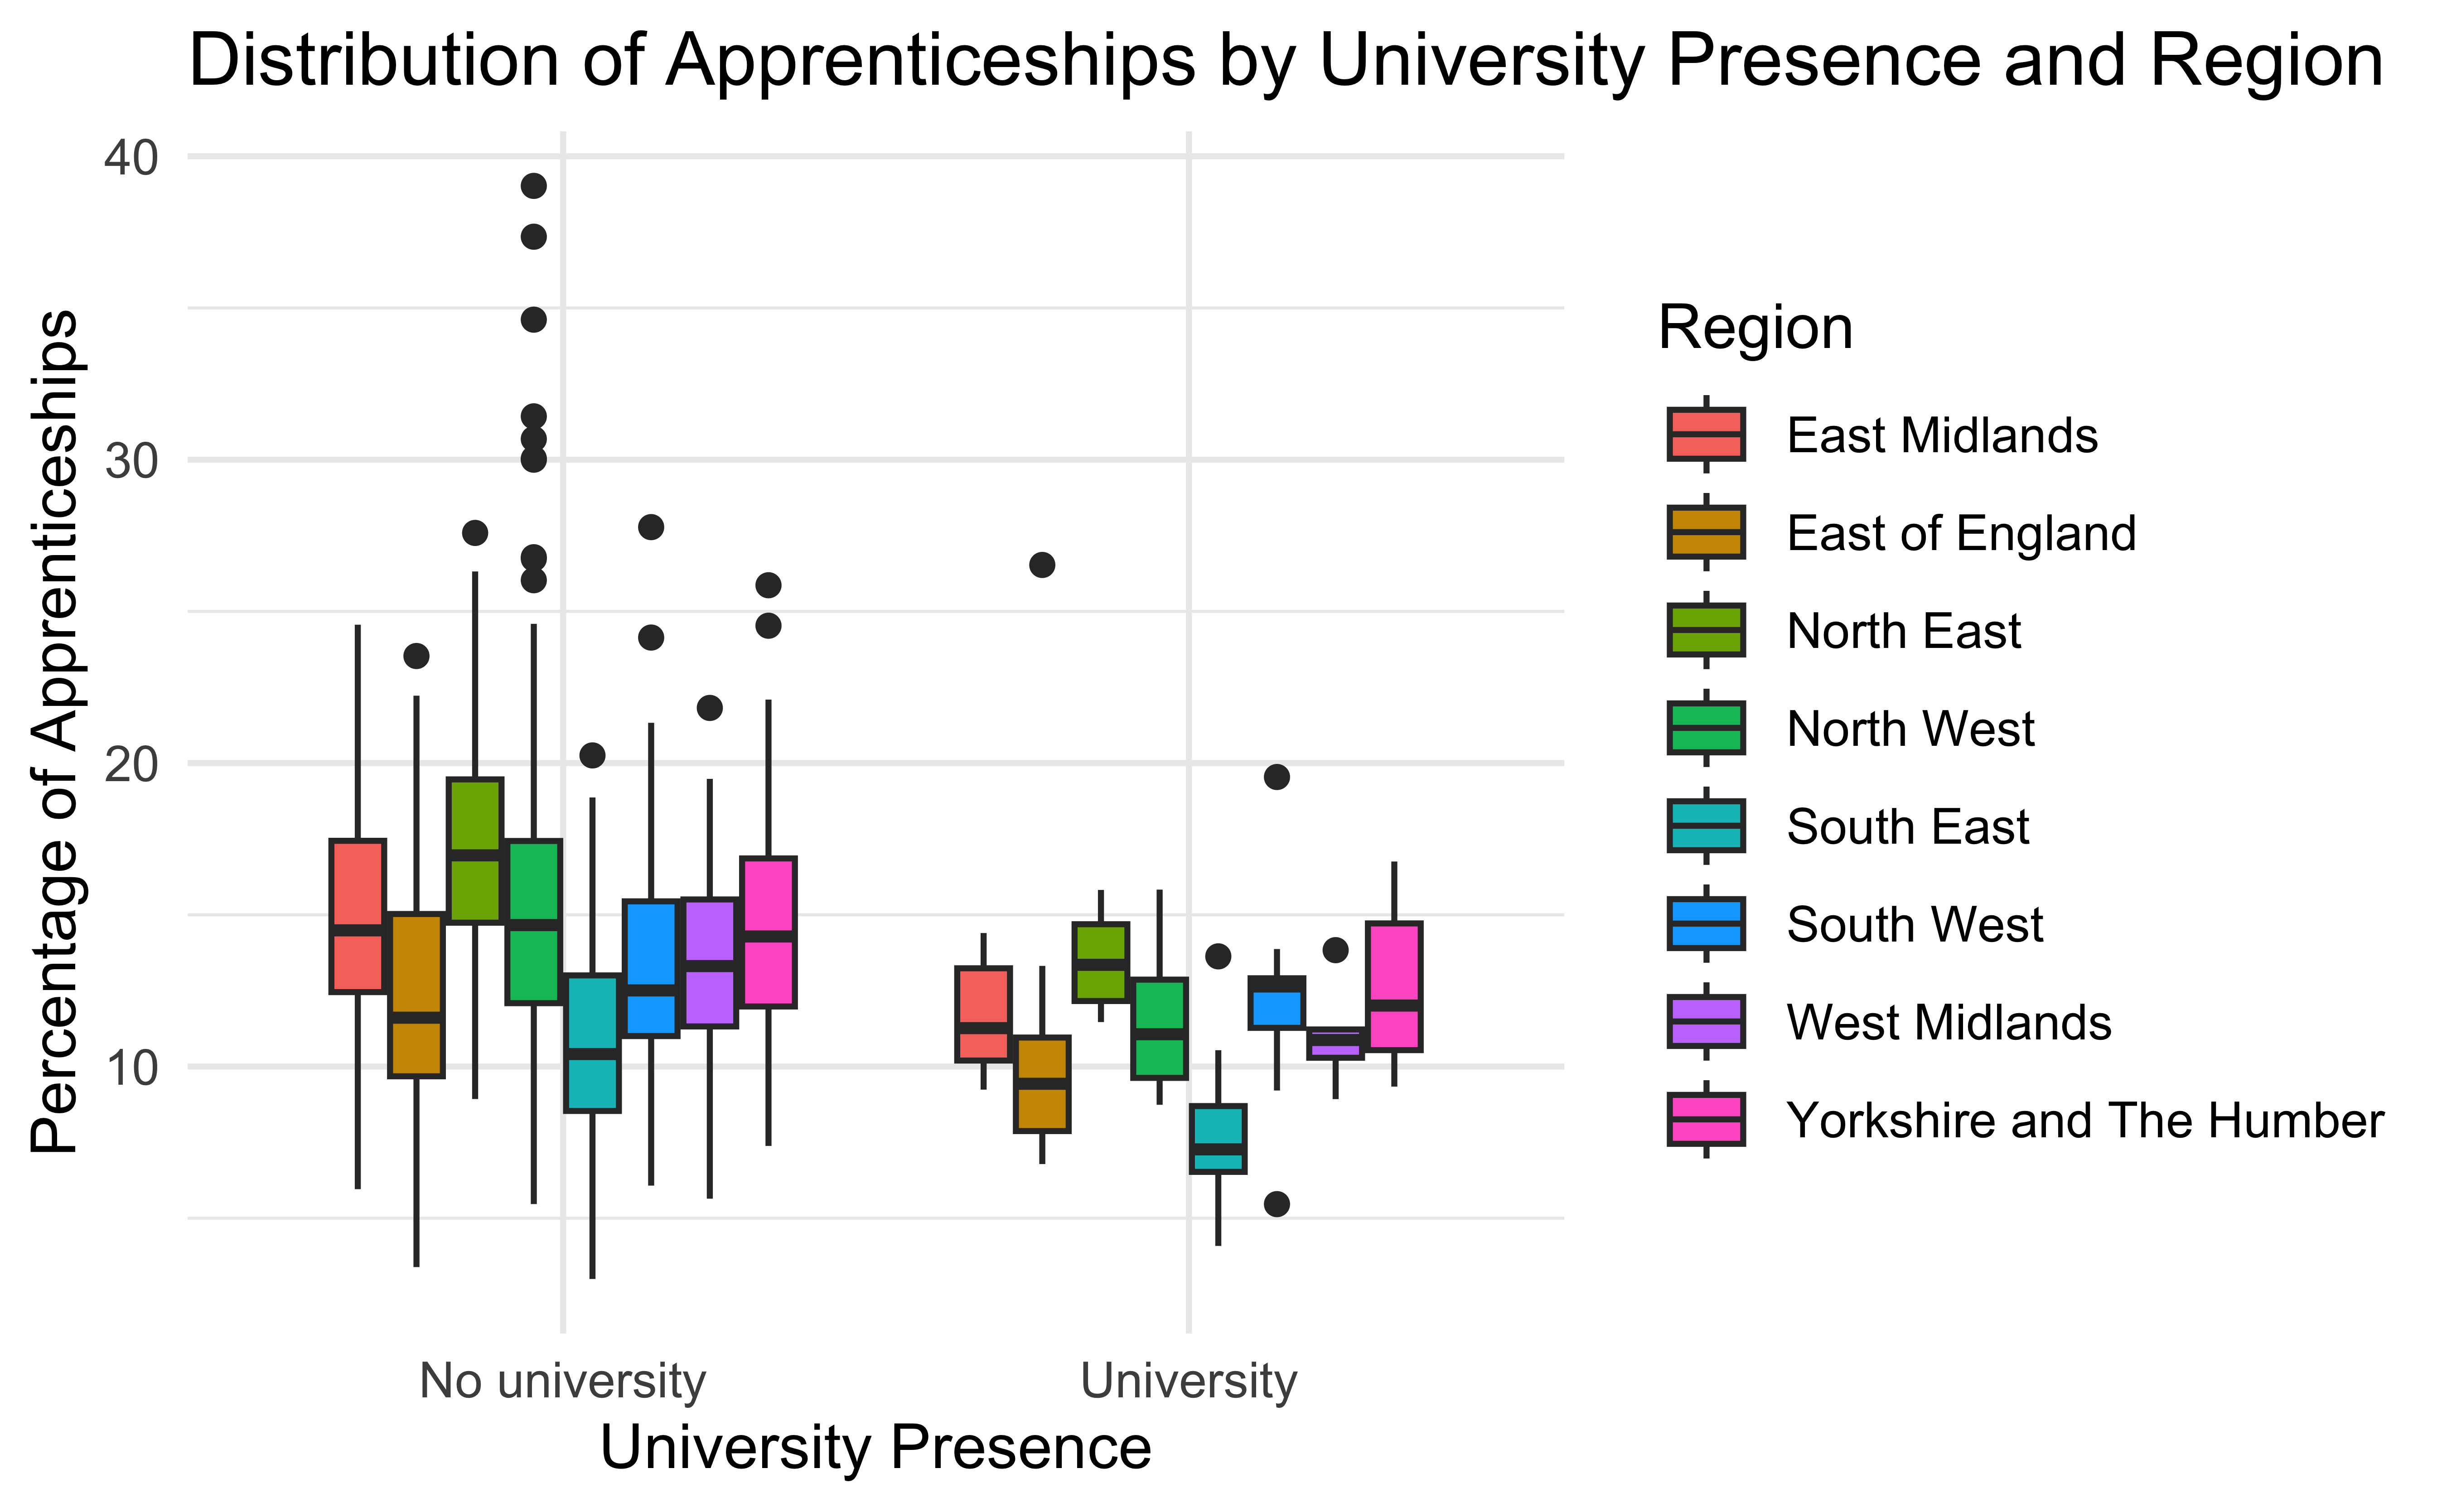 Distribution of Apprenticeships by University Presence and Region
Percentage of Apprenticeships
40
30
20
10
No university
University
University Presence
Region
East Midlands
East of England
North East
North West
South East
South West
West Midlands
Yorkshire and The Humber